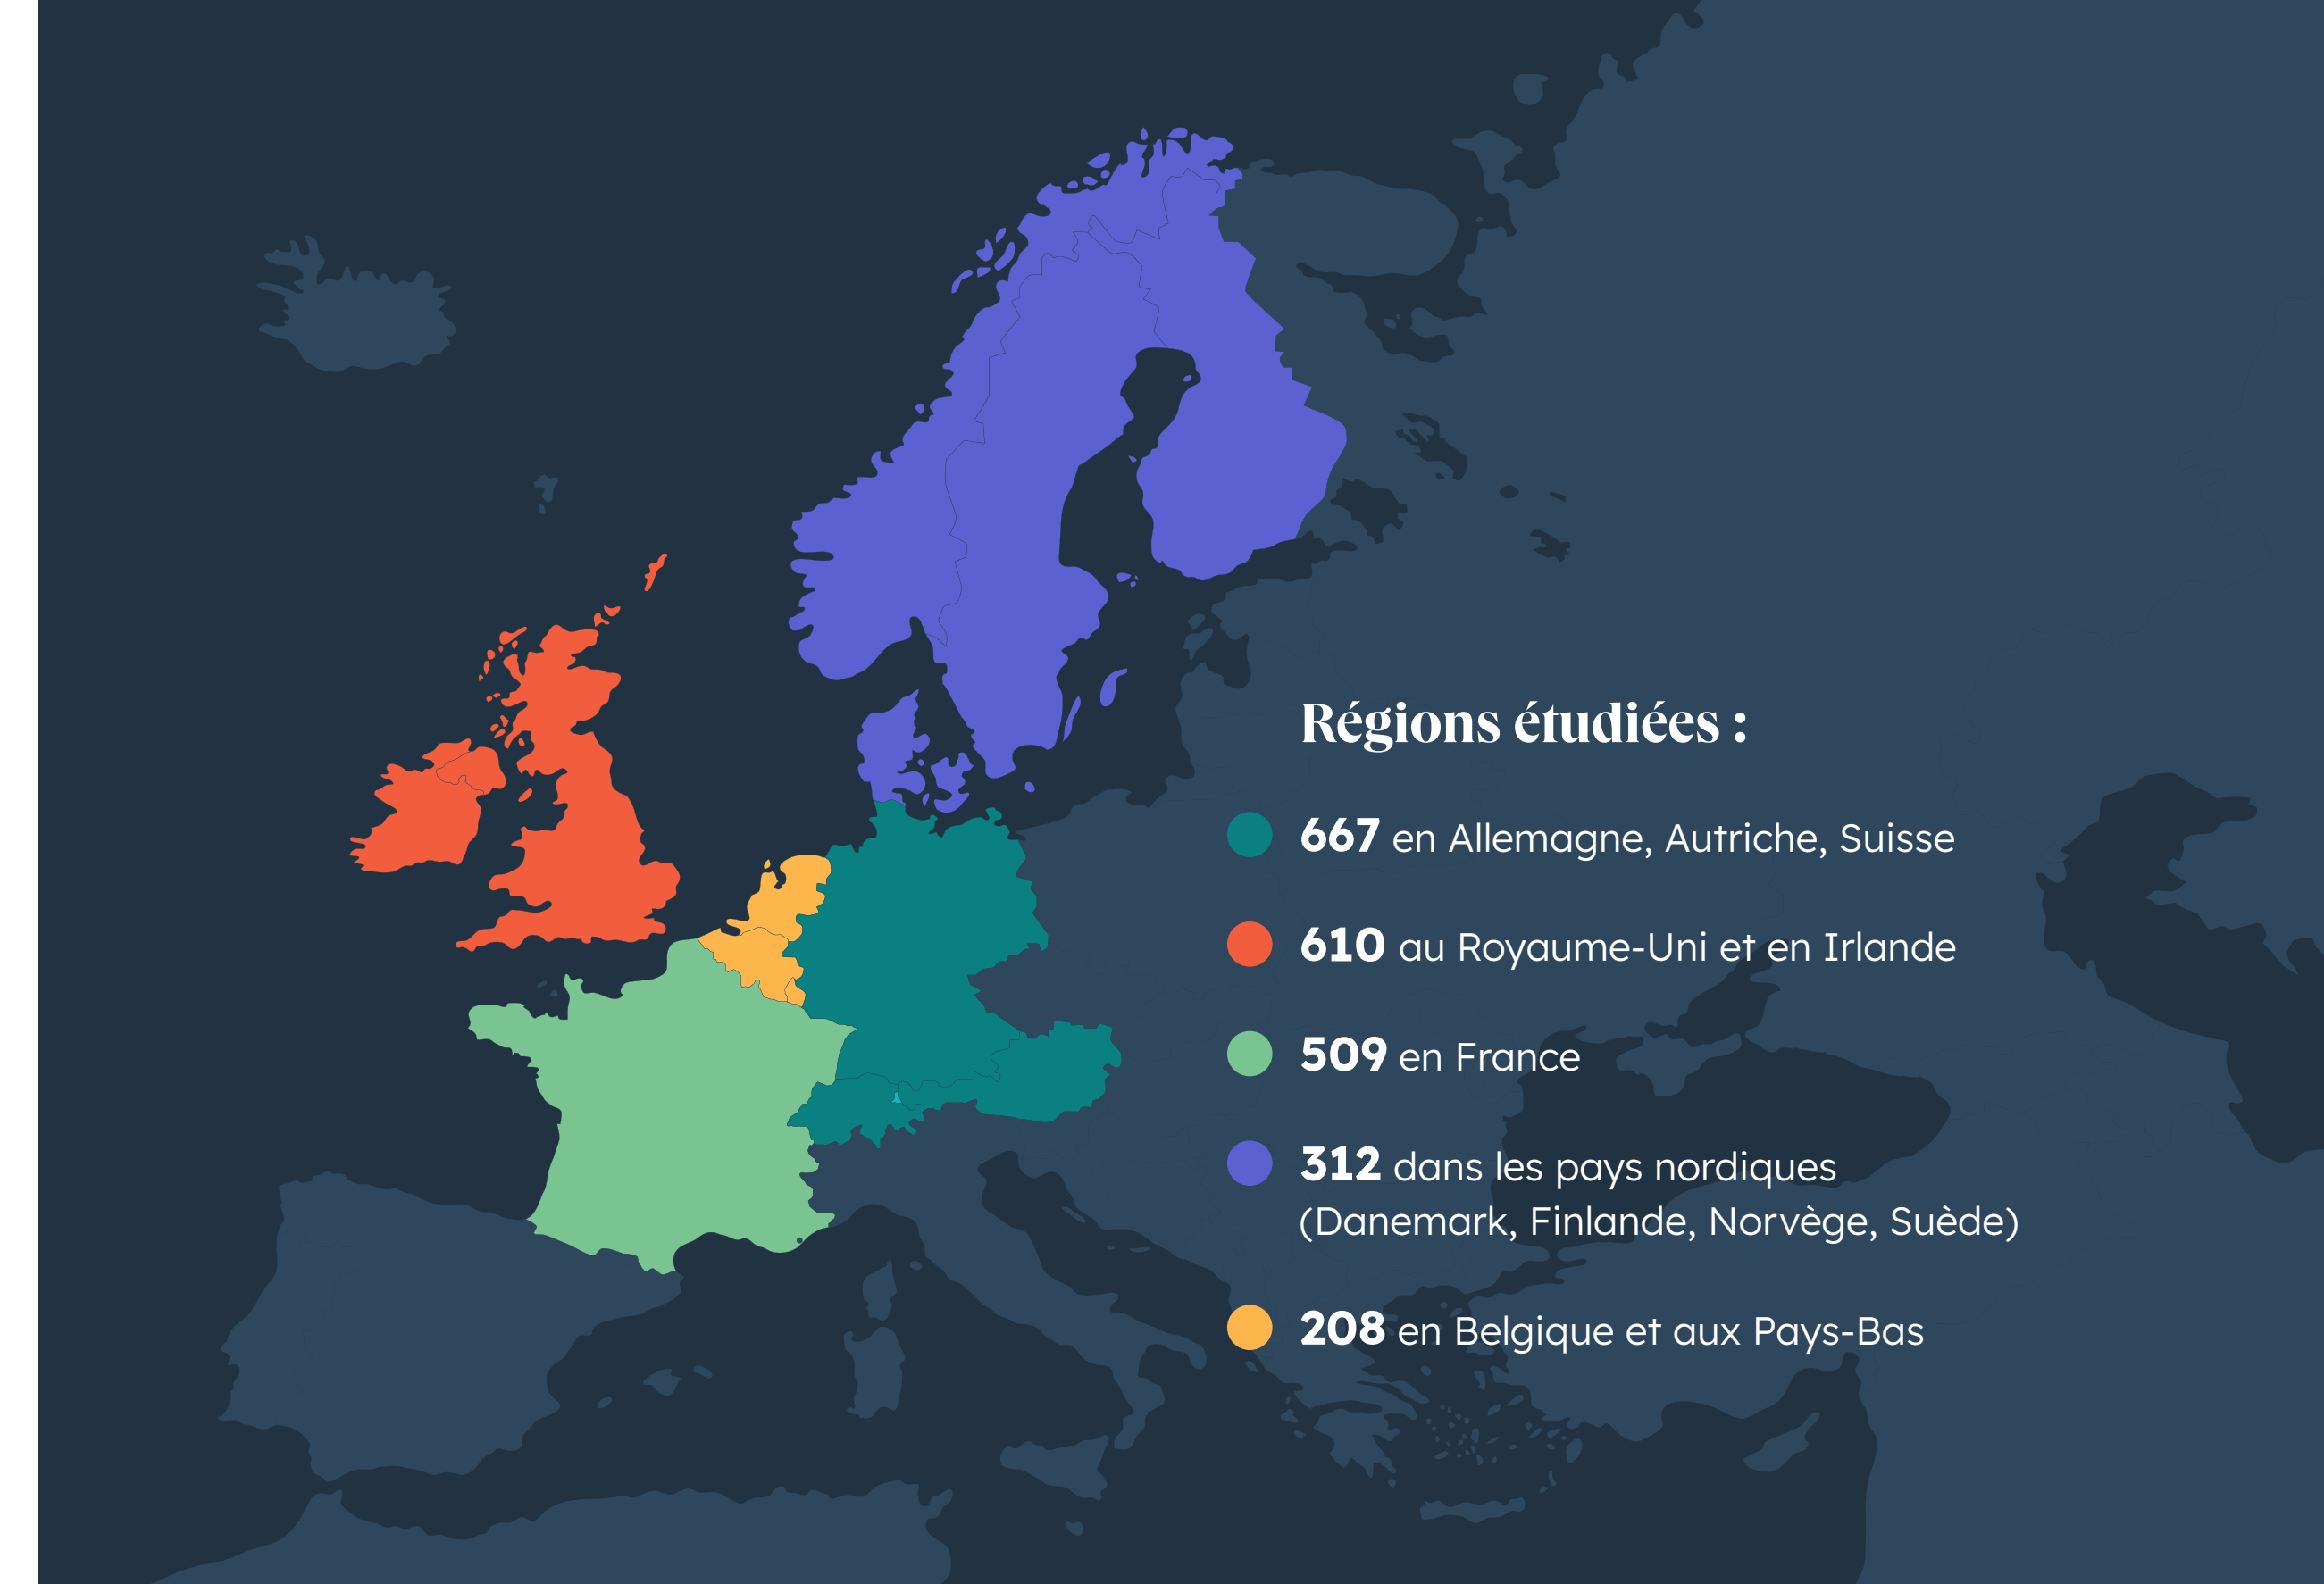 Régions étudiées :
667 en Allemagne, Autriche, Suisse
610 au Royaume-Uni et en Irlande
509 en France
312 dans les pays nordiques
(Danemark, Finlande, Norvège, Suède)
208 en Belgique et aux Pays-Bas